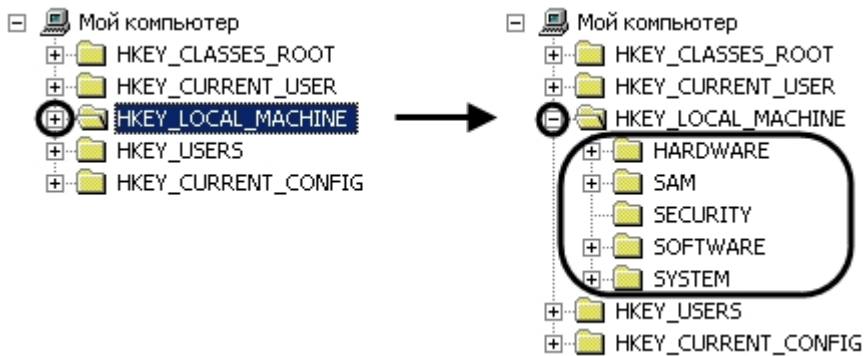 Мой компьютер
HKEY_CLASSES_ROOT
HKEY_CURRENT_USER
HKEY_LOCAL_MACHINE
HKEY_USERS
HKEY_CURRENT_CONFIG
Мой компьютер
HKEY_CLASSES_ROOT
HKEY_CURRENT_USER
HKEY_LOCAL_MACHINE
HARDWARE
SAM
SECURITY
SOFTWARE
SYSTEM
HKEY_USERS
HKEY_CURRENT_CONFIG